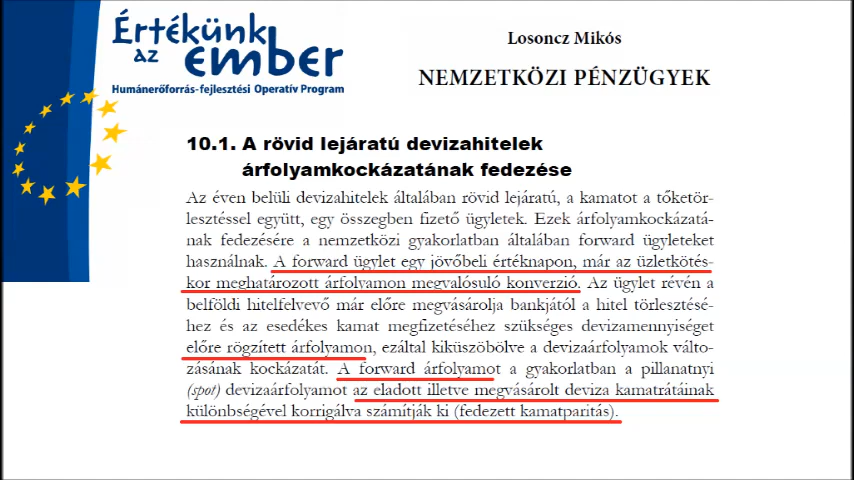 Értékünk
az
ember
Humánerőforrás-fejlesztési Operatív Program
Losoncz Mikós
NEMZETKÖZI PÉNZÜGYEK
10.1. A rövid lejáratú devizahitelek
árfolyamkockázatának fedezése
Az éven belüli devizahitelek általában rövid lejáratú, a kamatot a tőketör-
lesztéssel együtt, egy összegben fizető ügyletek. Ezek árfolyamkockázatá-
nak fedezésére a nemzetközi gyakorlatban általában forward ügyleteket
használnak. A forward ügylet egy jövőbeli értéknapon, már az üzletkötés-
kor meghatározott árfolyamon megvalósuló konverzió. Az ügylet révén a
belföldi hitelfelvevő már előre megvásárolja bankjától a hitel törlesztésé-
hez és az esedékes kamat megfizetéséhez szükséges devizamennyiséget
előre rögzített árfolyamon, ezáltal kiküszöbölve a devizaárfolyamok válto-
zásának kockázatát. A forward árfolyamot a gyakorlatban a pillanatnyi
(spot) devizaárfolyamot az eladott illetve megvásárolt deviza kamatrátáinak
különbségével korrigálva számítják ki (fedezett kamatparitás).